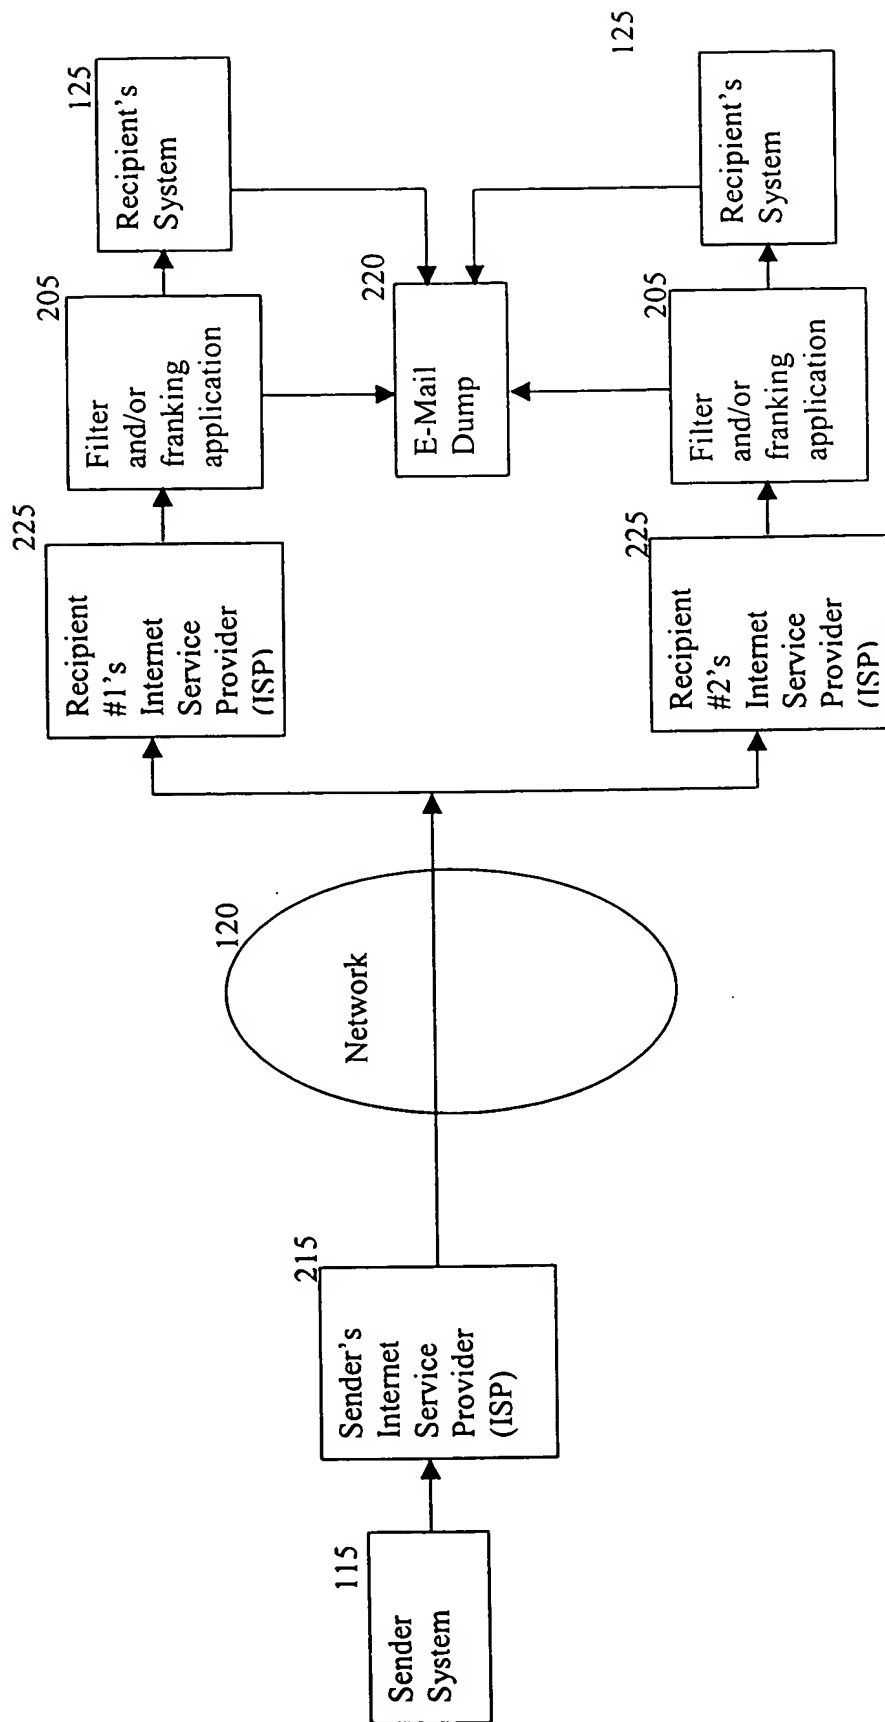 115
Sender
System
215
Sender's
Internet
Service
Provider
(ISP)
120
Network
225
Recipient
#1's
Internet
Service
Provider
(ISP)
205
Filter
and/or
franking
application
125
Recipient's
System
220
E-Mail
Dump
225
Recipient
#2's
Internet
Service
Provider
(ISP)
205
Filter
and/or
franking
application
125
Recipient's
System